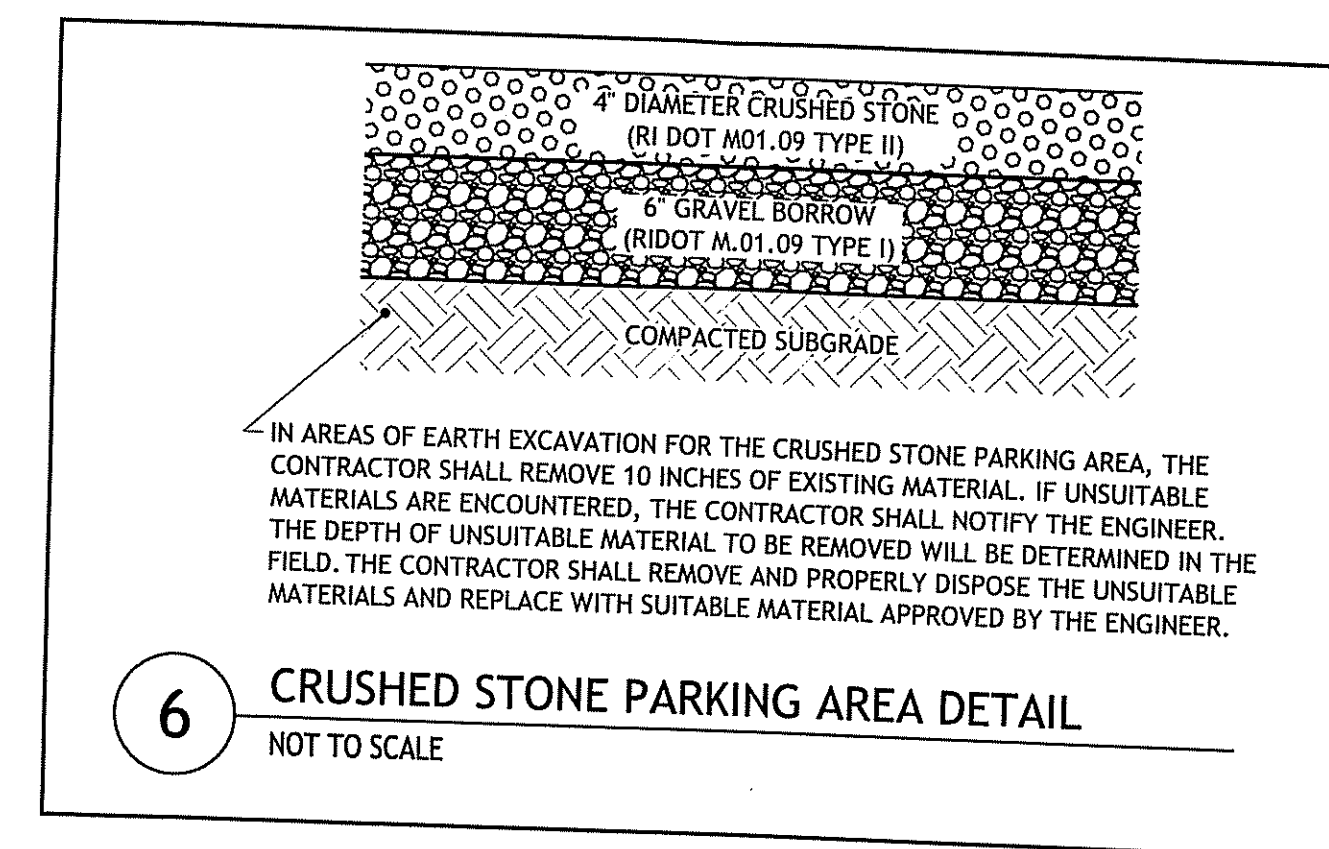 4" DIAMETER CRUSHED STONE
(RI DOT M01.09 TYPE II)
6" GRAVEL BORROW
(RIDOT M.01.09 TYPE I)
COMPACTED SUBGRADE
IN AREAS OF EARTH EXCAVATION FOR THE CRUSHED STONE PARKING AREA, THE
CONTRACTOR SHALL REMOVE 10 INCHES OF EXISTING MATERIAL. IF UNSUITABLE
MATERIALS ARE ENCOUNTERED, THE CONTRACTOR SHALL NOTIFY THE ENGINEER.
THE DEPTH OF UNSUITABLE MATERIAL TO BE REMOVED WILL BE DETERMINED IN THE
FIELD. THE CONTRACTOR SHALL REMOVE AND PROPERLY DISPOSE THE UNSUITABLE
MATERIALS AND REPLACE WITH SUITABLE MATERIAL APPROVED BY THE ENGINEER.
6
CRUSHED STONE PARKING AREA DETAIL
NOT TO SCALE